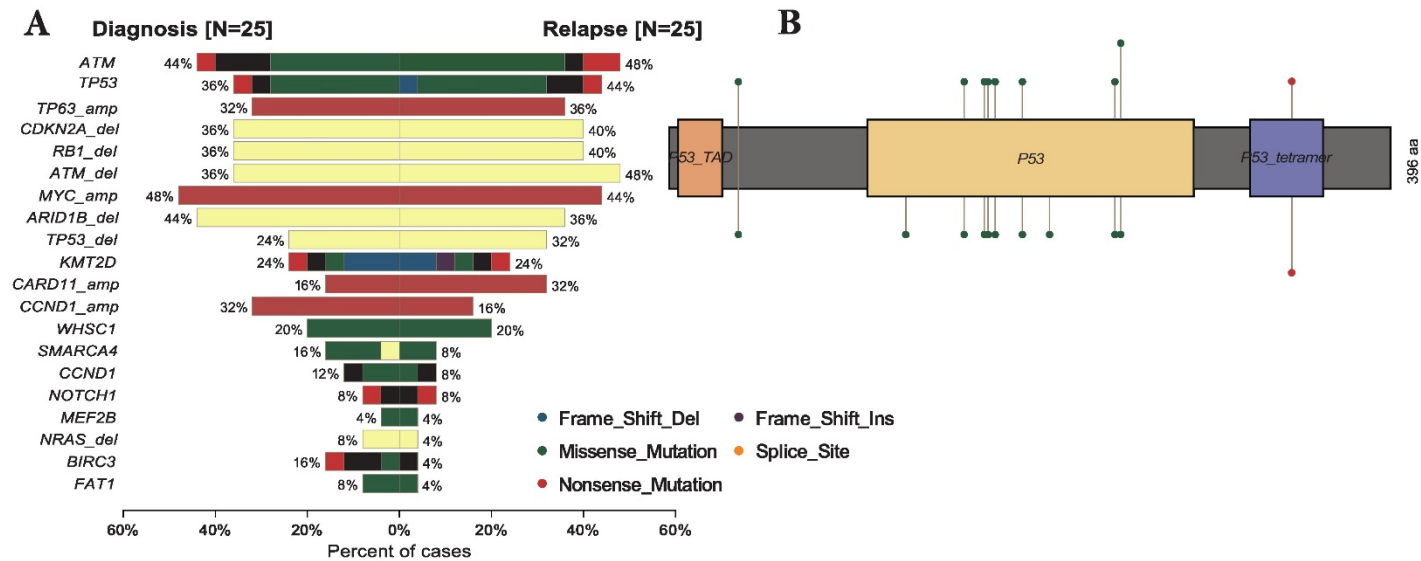 A
B
Diagnosis [N=25] Relapse [N=25]
ATM 44% 48%
TP53 36% 44%
TP63_amp 32% 36%
CDKN2A_del 36% 40%
RB1_del 36% 40%
ATM_del 36% 48%
MYC_amp 48% 44%
ARID1B_del 44% 36%
TP53_del 24% 32%
KMT2D 24% 24%
CARD11_amp 16% 32%
CCND1_amp 32% 16%
WHSC1 20% 20%
SMARCA4 16% 8%
CCND1 12% 8%
NOTCH1 8% 8%
MEF2B 4% 4%
NRAS_del 8% 4%
BIRC3 16% 4%
FAT1 8% 4%
60% 40% 20% 0% 20% 40% 60%
Percent of cases
P53_TAD P53 P53_tetramer
396 aa
Frame_Shift_Del Frame_Shift_Ins
Missense_Mutation Splice_Site
Nonsense_Mutation